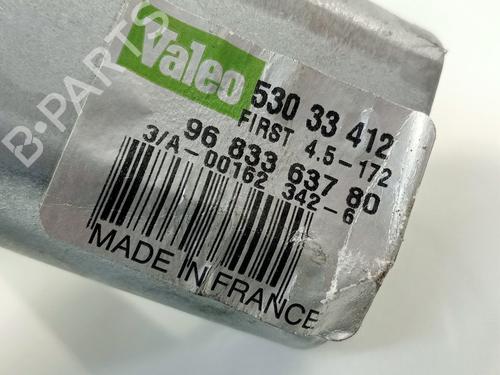 Valeo
530 33 412
FIRST 4.5-172
96 833 637 80
3/A-00162 342-6
MADE IN FRANCE
B-PARTS